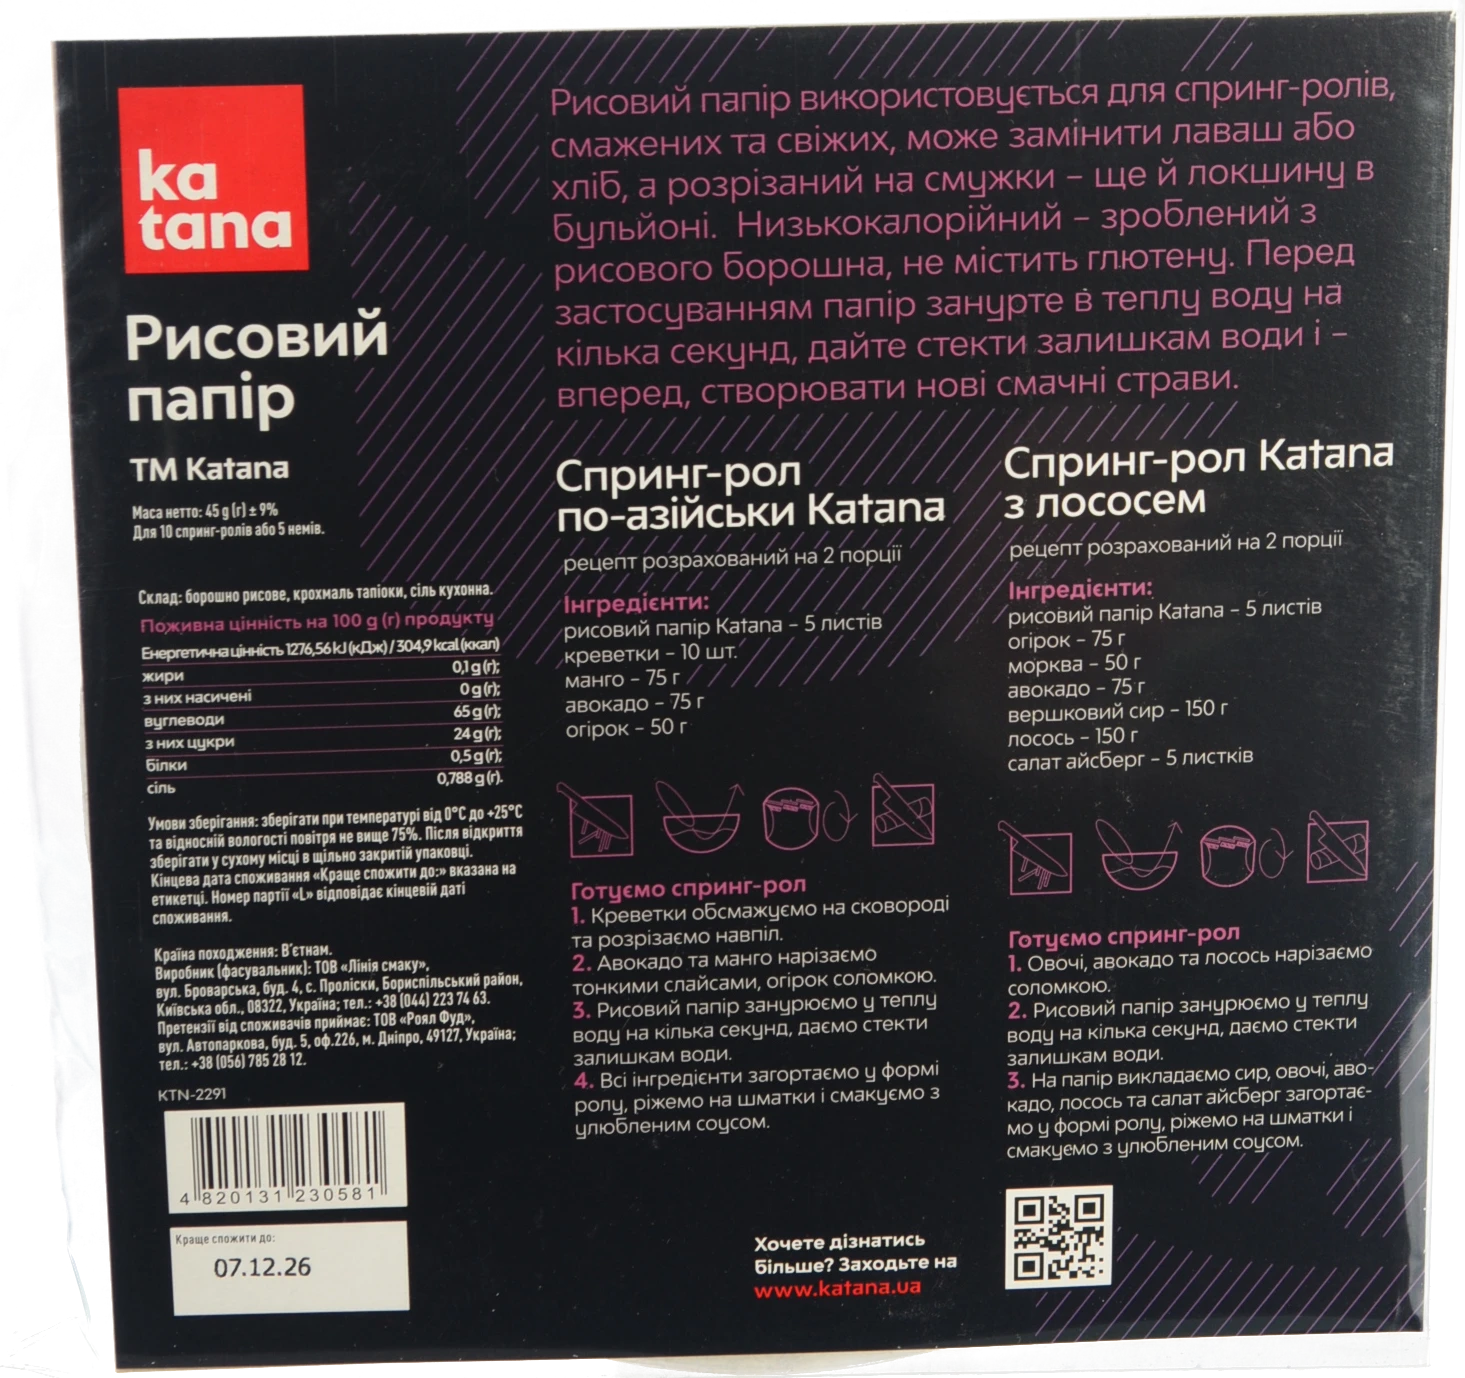 ka
tana
Рисовий
папір
ТМ Katana
Маса нетто: 45 g (г) ± 9%
Для 10 спринг-ролів або 5 немів.
Склад: борошно рисове, крохмаль тапіоки, сіль кухонна.
Поживна цінність на 100 g (г) продукту
Енергетична цінність 1276,56 kJ (кДж) / 304,9 kcal (ккал)
жири 0,1 g (г);
з них насичені 0 g (г);
вуглеводи 65 g (г);
з них цукри 24 g (г);
білки 0,5 g (г);
сіль 0,788 g (г).
Умови зберігання: зберігати при температурі від 0°C до +25°C
та відносній вологості повітря не вище 75%. Після відкриття
зберігати у сухому місці в щільно закритій упаковці.
Кінцева дата споживання «Краще спожити до:» вказана на
етикетці. Номер партії «L» відповідає кінцевій даті
споживання.
Країна походження: В'єтнам.
Виробник (фасувальник): ТОВ «Лінія смаку»,
вул. Броварська, буд. 4, с. Проліски, Бориспільський район,
Київська обл., 08322, Україна; тел.: +38 (044) 223 74 63.
Претензії від споживачів приймає: ТОВ «Роял Фуд»,
вул. Автопаркова, буд. 5, оф.226, м. Дніпро, 49127, Україна;
тел.: +38 (056) 785 28 12.
KTN-2291
4 820131 230581
Краще спожити до:
07.12.26
Рисовий папір використовується для спринг-ролів,
смажених та свіжих, може замінити лаваш або
хліб, а розрізаний на смужки – ще й локшину в
бульйоні. Низькокалорійний – зроблений з
рисового борошна, не містить глютену. Перед
застосуванням папір занурте в теплу воду на
кілька секунд, дайте стекти залишкам води і –
вперед, створювати нові смачні страви.
Спринг-рол
по-азійськи Katana
рецепт розрахований на 2 порції
Інгредієнти:
рисовий папір Katana – 5 листів
креветки – 10 шт.
манго – 75 г
авокадо – 75 г
огірок – 50 г
Готуємо спринг-рол
1. Креветки обсмажуємо на сковороді
та розрізаємо навпіл.
2. Авокадо та манго нарізаємо
тонкими слайсами, огірок соломкою.
3. Рисовий папір занурюємо у теплу
воду на кілька секунд, даємо стекти
залишкам води.
4. Всі інгредієнти загортаємо у формі
ролу, ріжемо на шматки і смакуємо з
улюбленим соусом.
Спринг-рол Katana
з лососем
рецепт розрахований на 2 порції
Інгредієнти:
рисовий папір Katana – 5 листів
огірок – 75 г
морква – 50 г
авокадо – 75 г
вершковий сир – 150 г
лосось – 150 г
салат айсберг – 5 листків
Готуємо спринг-рол
1. Овочі, авокадо та лосось нарізаємо
соломкою.
2. Рисовий папір занурюємо у теплу
воду на кілька секунд, даємо стекти
залишкам води.
3. На папір викладаємо сир, овочі, аво-
кадо, лосось та салат айсберг загортає-
мо у формі ролу, ріжемо на шматки і
смакуємо з улюбленим соусом.
Хочете дізнатись
більше? Заходьте на
www.katana.ua